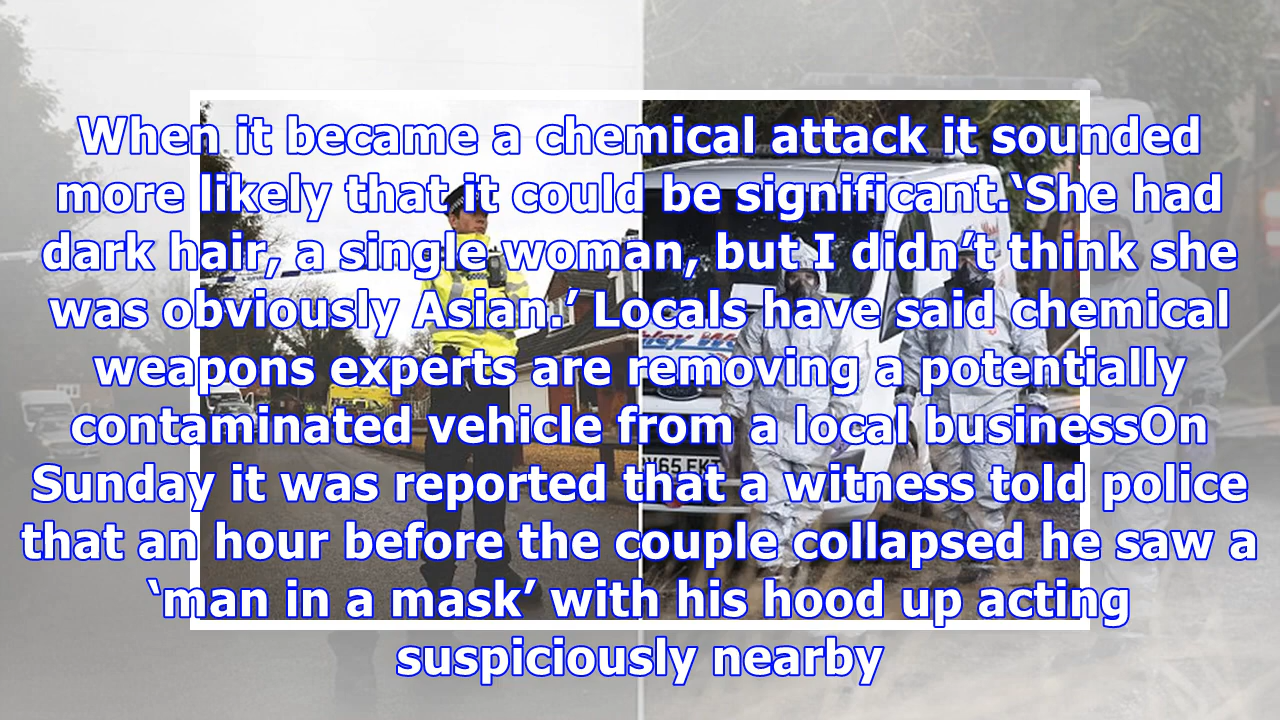 When it became a chemical attack it sounded
more likely that it could be significant.‘She had
dark hair, a single woman, but I didn’t think she
was obviously Asian.’ Locals have said chemical
weapons experts are removing a potentially
contaminated vehicle from a local businessOn
Sunday it was reported that a witness told police
that an hour before the couple collapsed he saw a
‘man in a mask’ with his hood up acting
suspiciously nearby